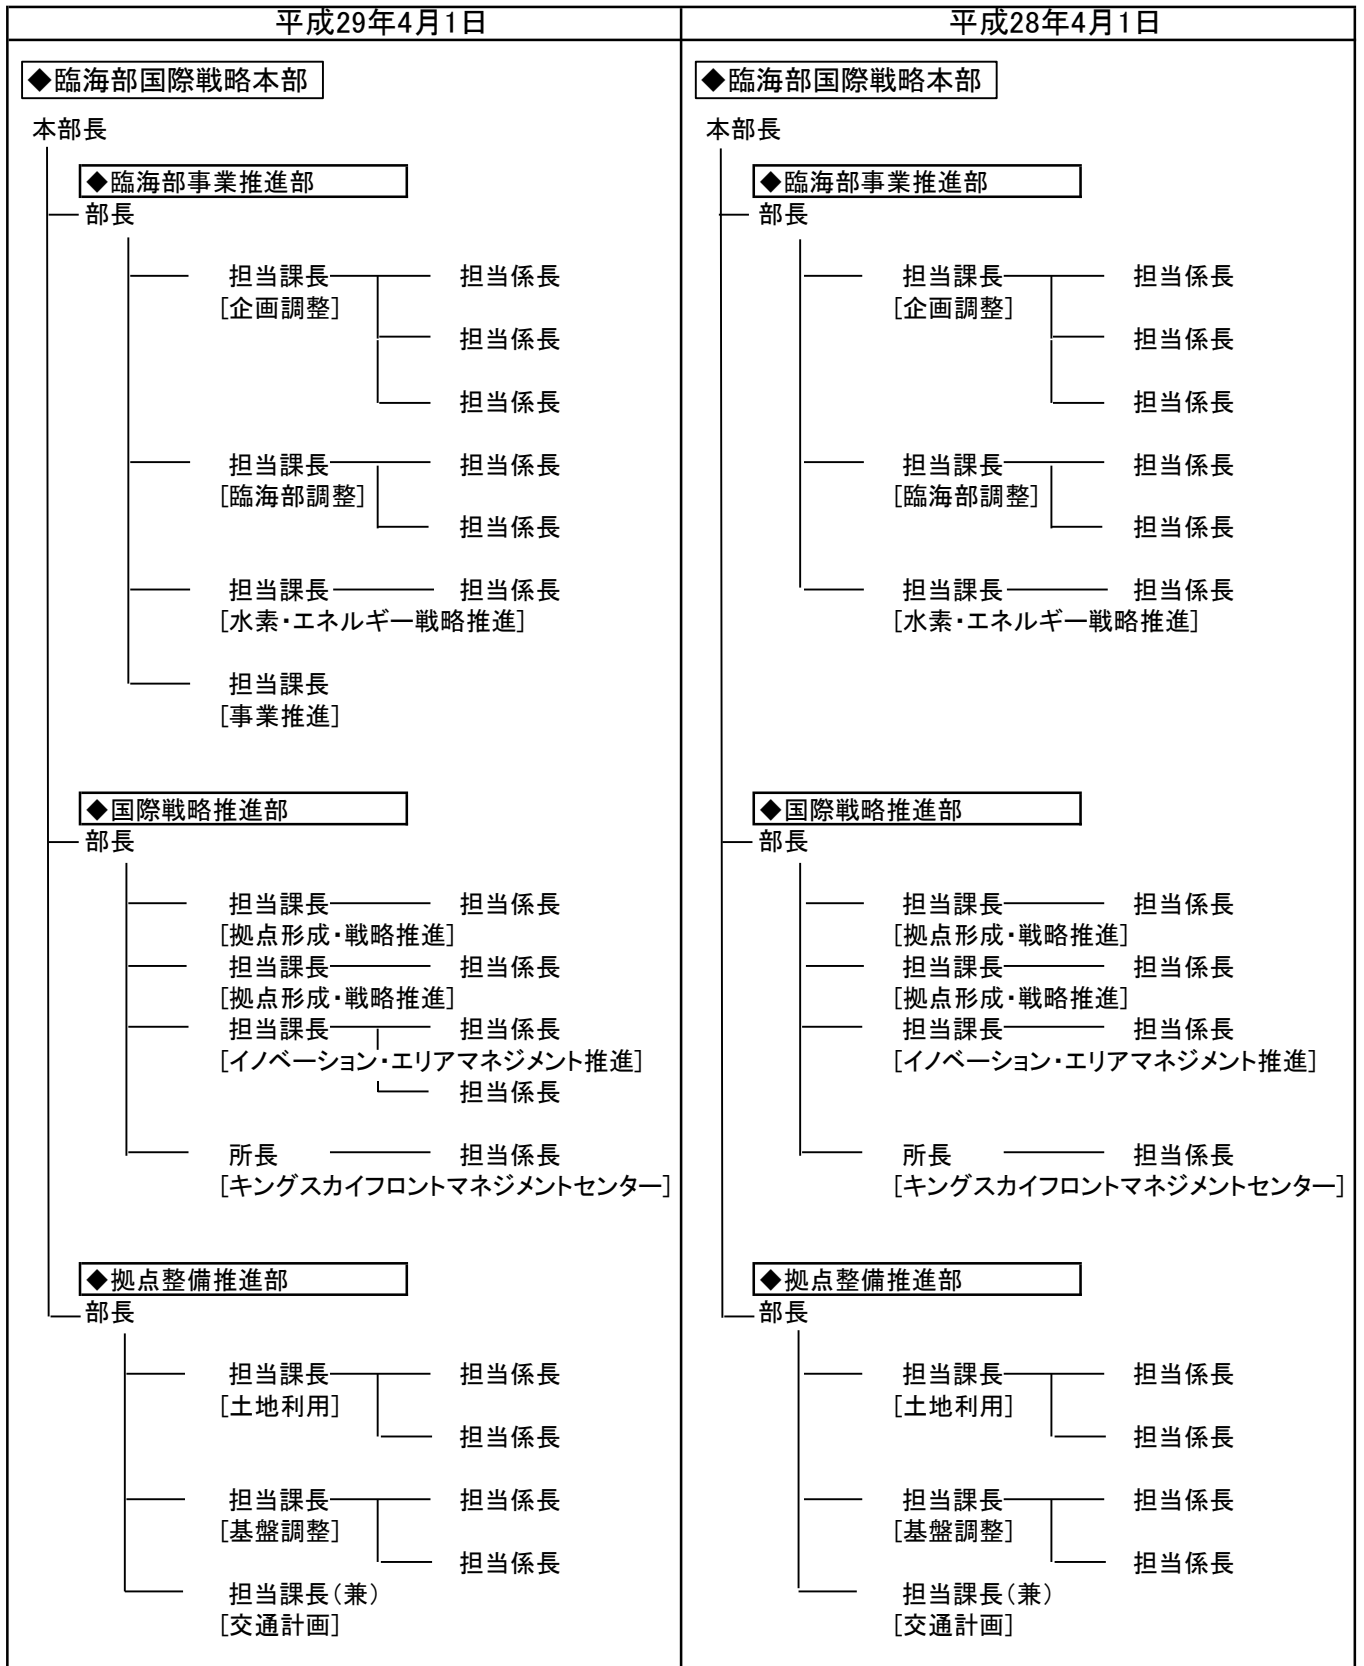 平成29年4月1日
◆臨海部国際戦略本部
本部長
◆臨海部事業推進部
部長
担当課長 担当係長
[企画調整]
担当係長
担当係長
担当課長 担当係長
[臨海部調整]
担当係長
担当課長 担当係長
[水素・エネルギー戦略推進]
担当課長
[事業推進]
◆国際戦略推進部
部長
担当課長 担当係長
[拠点形成・戦略推進]
担当課長 担当係長
[拠点形成・戦略推進]
担当課長 担当係長
[イノベーション・エリアマネジメント推進]
担当係長
所長 担当係長
[キングスカイフロントマネジメントセンター]
◆拠点整備推進部
部長
担当課長 担当係長
[土地利用]
担当係長
担当課長 担当係長
[基盤調整]
担当係長
担当課長(兼)
[交通計画]
平成28年4月1日
◆臨海部国際戦略本部
本部長
◆臨海部事業推進部
部長
担当課長 担当係長
[企画調整]
担当係長
担当係長
担当課長 担当係長
[臨海部調整]
担当係長
担当課長 担当係長
[水素・エネルギー戦略推進]
◆国際戦略推進部
部長
担当課長 担当係長
[拠点形成・戦略推進]
担当課長 担当係長
[拠点形成・戦略推進]
担当課長 担当係長
[イノベーション・エリアマネジメント推進]
所長 担当係長
[キングスカイフロントマネジメントセンター]
◆拠点整備推進部
部長
担当課長 担当係長
[土地利用]
担当係長
担当課長 担当係長
[基盤調整]
担当係長
担当課長(兼)
[交通計画]